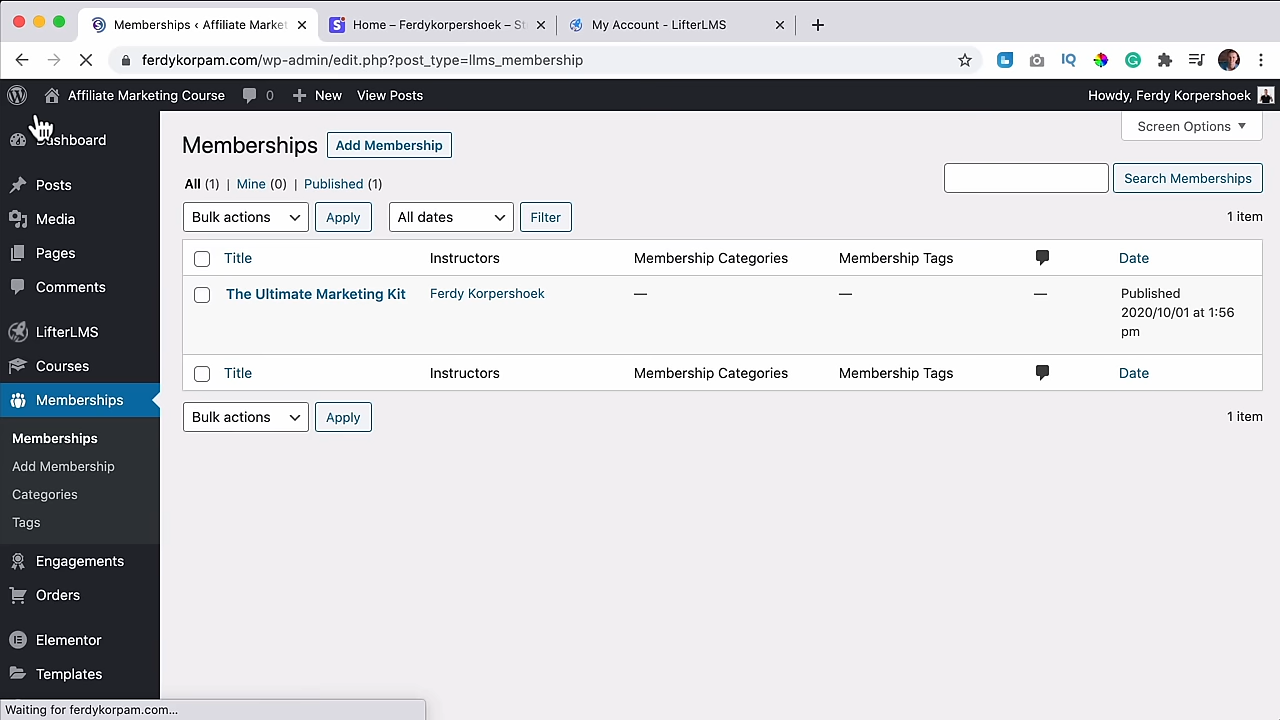 Memberships ‹ Affiliate Market
Home – Ferdykorpershoek – St
My Account - LifterLMS
ferdykorpam.com/wp-admin/edit.php?post_type=llms_membership
IQ
Affiliate Marketing Course
0
New
View Posts
Howdy, Ferdy Korpershoek
Dashboard
Posts
Media
Pages
Comments
LifterLMS
Courses
Memberships
Memberships
Add Membership
Categories
Tags
Engagements
Orders
Elementor
Templates
Screen Options
Memberships
Add Membership
All (1) | Mine (0) | Published (1)
Search Memberships
Bulk actions
Apply
All dates
Filter
1 item
Title Instructors Membership Categories Membership Tags Date
The Ultimate Marketing Kit Ferdy Korpershoek — — — Published
2020/10/01 at 1:56
pm
Title Instructors Membership Categories Membership Tags Date
Bulk actions
Apply
1 item
Waiting for ferdykorpam.com...